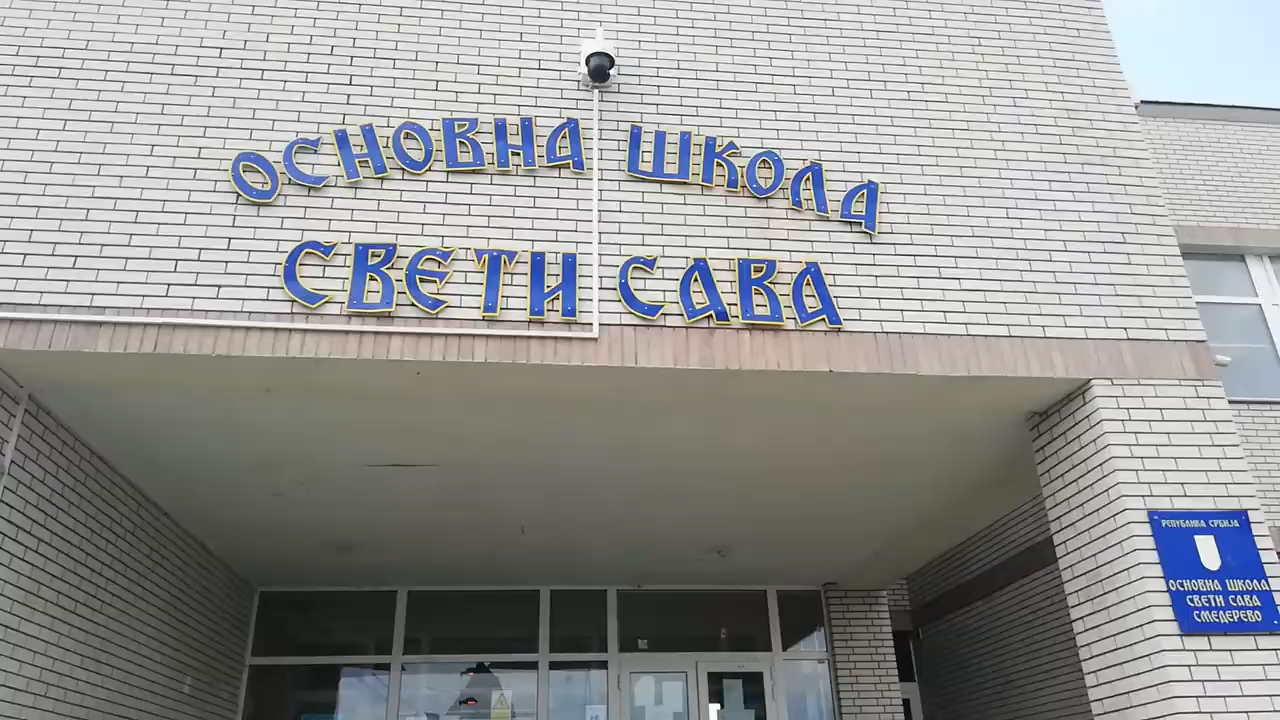 ОСНОВНА ШКОЛА
СВЕТИ САВА
РЕПУБЛИКА СРБИЈА
ОСНОВНА ШКОЛА
СВЕТИ САВА
СМЕДЕРЕВО